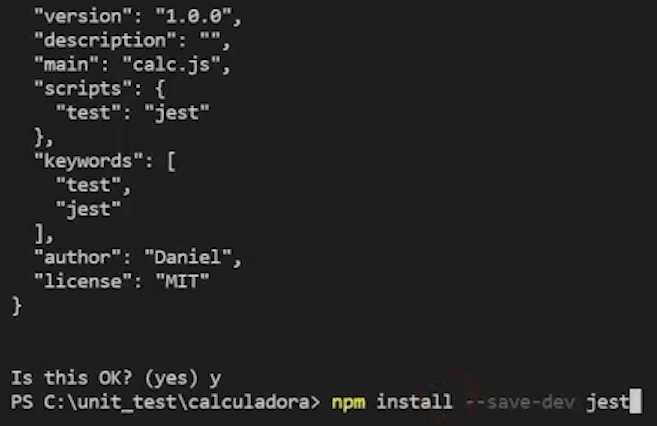 "version": "1.0.0",
"description": "",
"main": "calc.js",
"scripts": {
"test": "jest"
},
"keywords": [
"test",
"jest"
],
"author": "Daniel",
"license": "MIT"
}
Is this OK? (yes) y
PS C:\unit_test\calculadora> npm install --save-dev jest